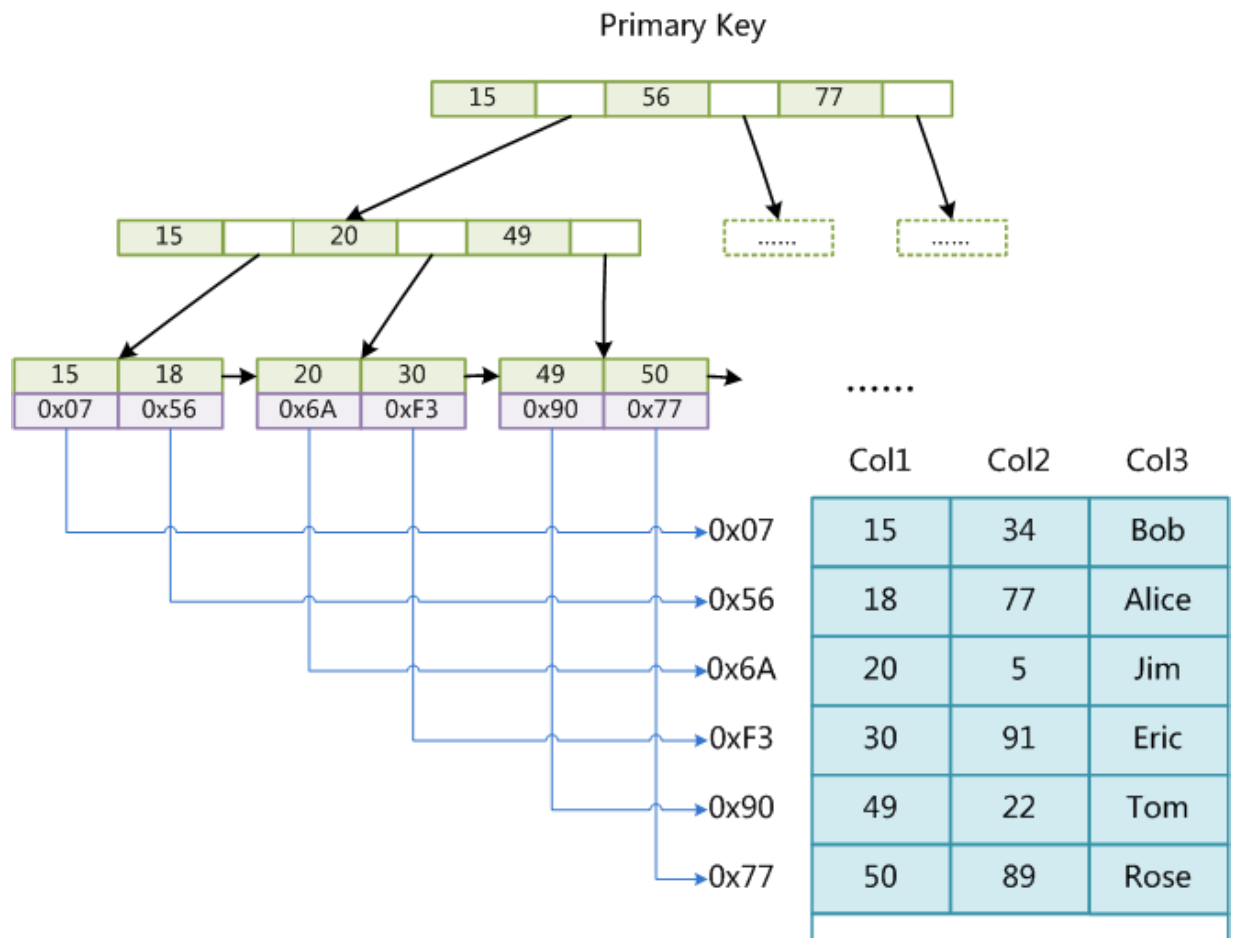 Primary Key
15 56 77
15 20 49 ...... ......
15 18 20 30 49 50 ......
0x07 0x56 0x6A 0xF3 0x90 0x77
Col1 Col2 Col3
0x07 15 34 Bob
0x56 18 77 Alice
0x6A 20 5 Jim
0xF3 30 91 Eric
0x90 49 22 Tom
0x77 50 89 Rose